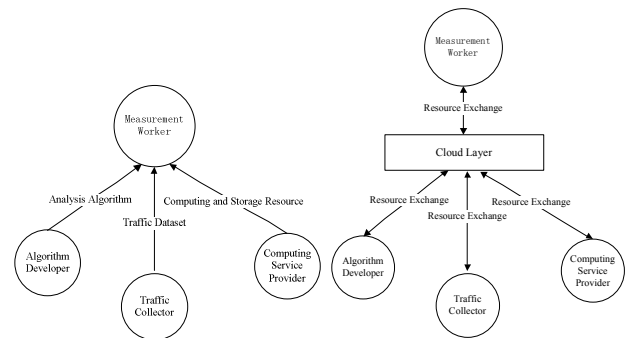 Measurement
Worker
Analysis Algorithm
Computing and Storage Resource
Traffic Dataset
Algorithm
Developer
Computing
Service
Provider
Traffic
Collector
Measurement
Worker
Resource Exchange
Cloud Layer
Resource Exchange
Resource Exchange
Resource Exchange
Algorithm
Developer
Computing
Service
Provider
Traffic
Collector